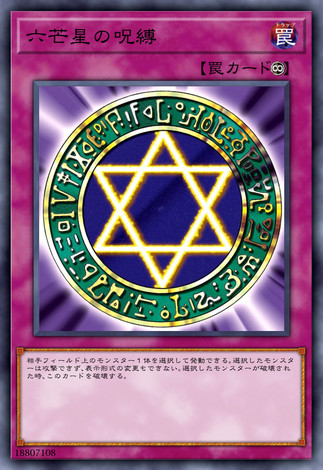 六芒星の呪縛
トラップ
罠
【罠カード】
相手フィールド上のモンスター１体を選択して発動できる。選択したモンスタ
ーは攻撃できず、表示形式の変更もできない。選択したモンスターが破壊され
た時、このカードを破壊する。
18807108